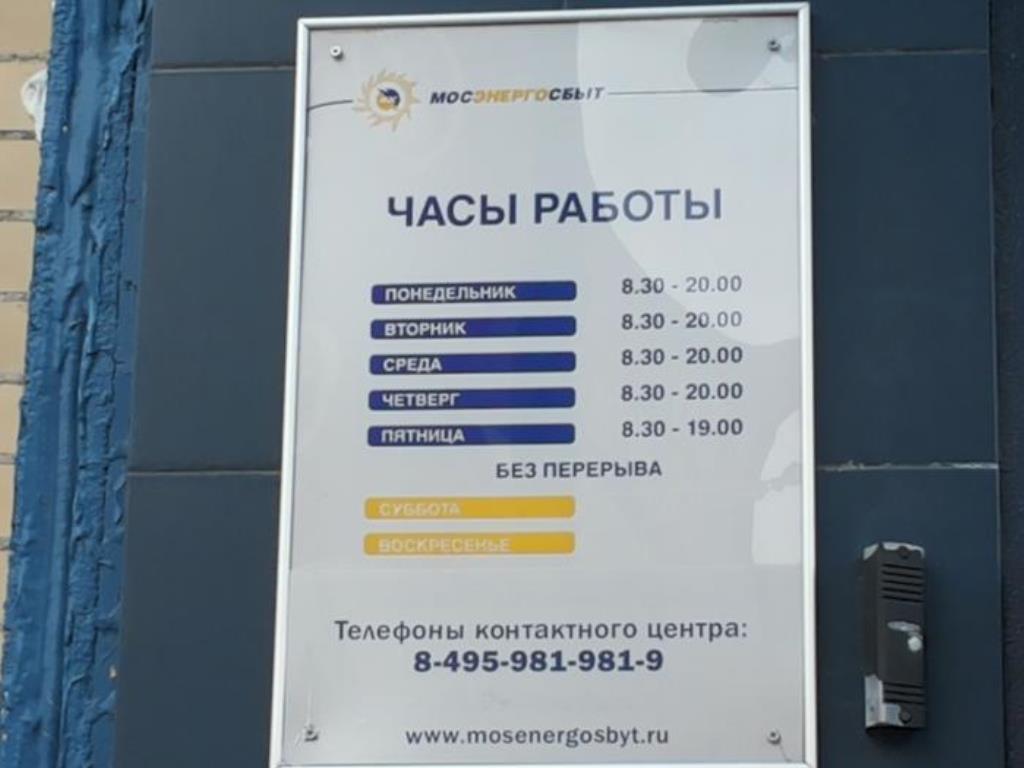 МОСЭНЕРГОСБЫТ
ЧАСЫ РАБОТЫ
ПОНЕДЕЛЬНИК 8.30 - 20.00
ВТОРНИК 8.30 - 20.00
СРЕДА 8.30 - 20.00
ЧЕТВЕРГ 8.30 - 20.00
ПЯТНИЦА 8.30 - 19.00
БЕЗ ПЕРЕРЫВА
СУББОТА
ВОСКРЕСЕНЬЕ
Телефоны контактного центра:
8-495-981-981-9
www.mosenergosbyt.ru